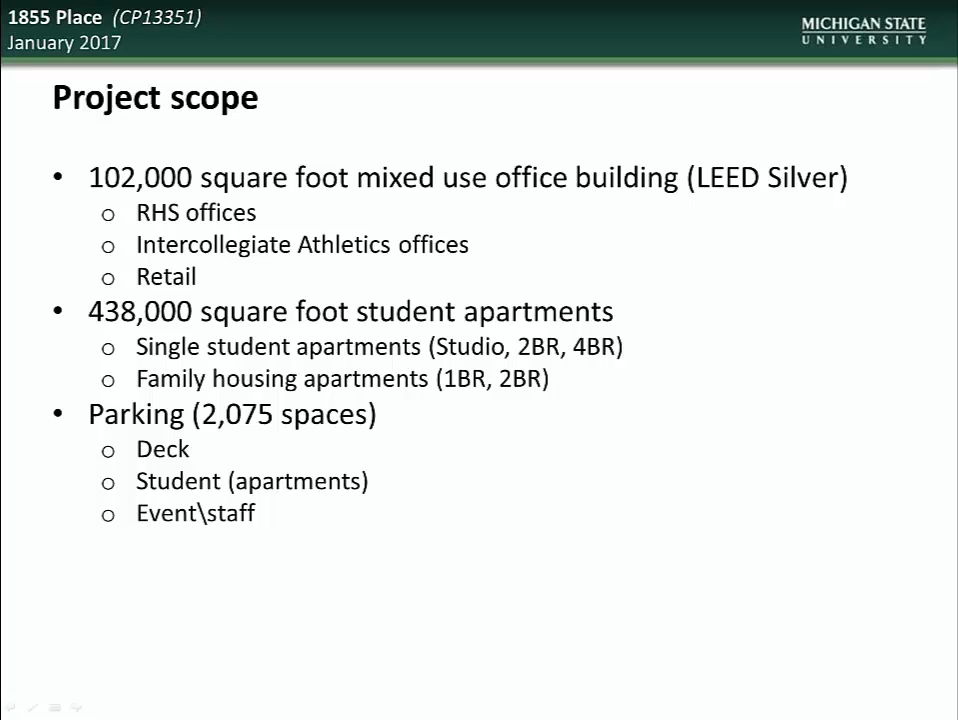 1855 Place (CP13351)
January 2017
MICHIGAN STATE
UNIVERSITY
Project scope
• 102,000 square foot mixed use office building (LEED Silver)
o RHS offices
o Intercollegiate Athletics offices
o Retail
• 438,000 square foot student apartments
o Single student apartments (Studio, 2BR, 4BR)
o Family housing apartments (1BR, 2BR)
• Parking (2,075 spaces)
o Deck
o Student (apartments)
o Event\staff